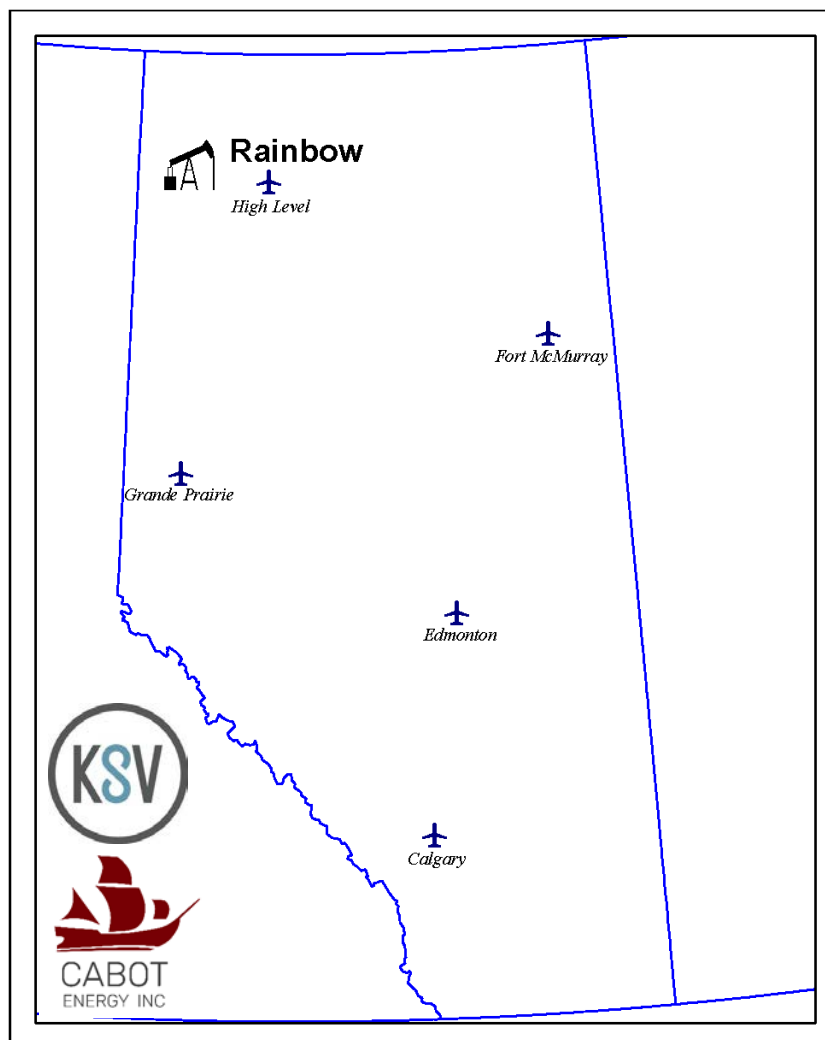 Rainbow
High Level
Fort McMurray
Grande Prairie
Edmonton
KSV
Calgary
CABOT
ENERGY INC